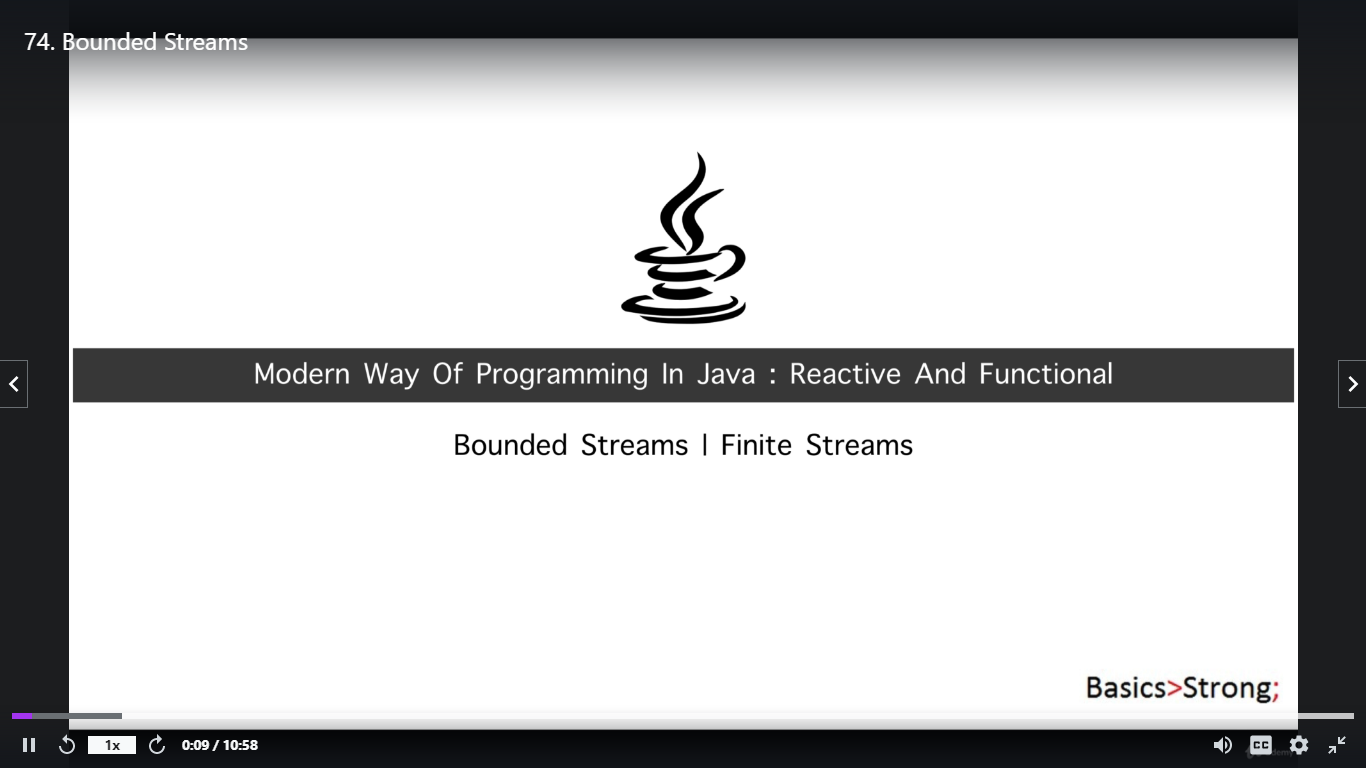 74. Bounded Streams
Modern Way Of Programming In Java : Reactive And Functional
Bounded Streams | Finite Streams
Basics>Strong;
1x
0:09 / 10:58
CC